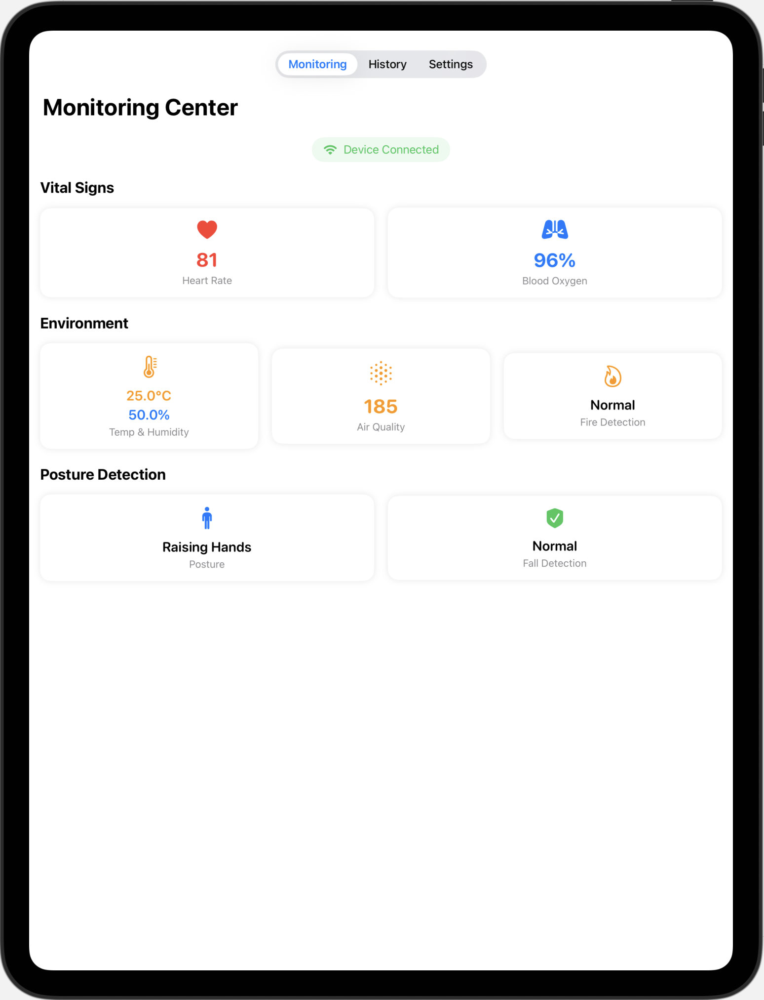 Monitoring
History
Settings
Monitoring Center
Device Connected
Vital Signs
81
Heart Rate
96%
Blood Oxygen
Environment
25.0°C
50.0%
Temp & Humidity
185
Air Quality
Normal
Fire Detection
Posture Detection
Raising Hands
Posture
Normal
Fall Detection